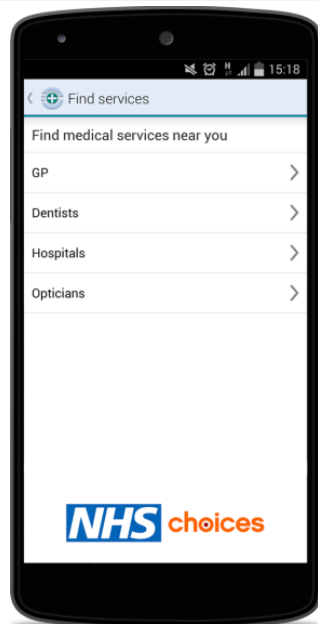 15:18
Find services
Find medical services near you
GP
Dentists
Hospitals
Opticians
NHS choices